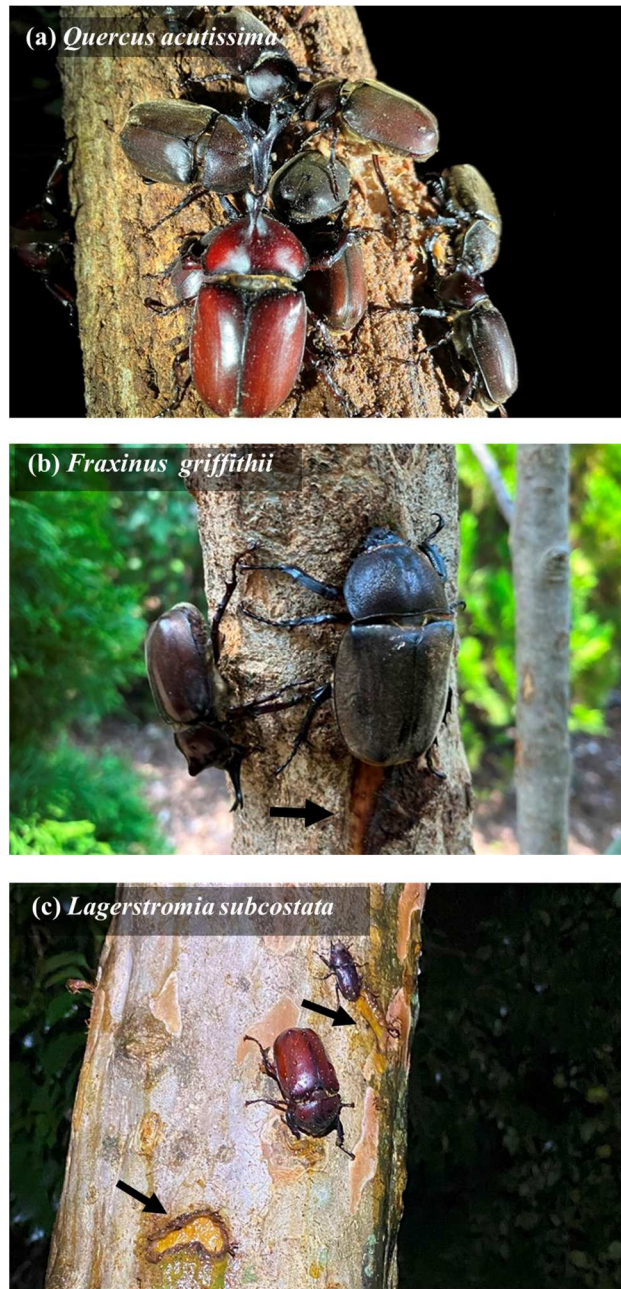 (a) Quercus acutissima
(b) Fraxinus griffithii
(c) Lagerstromia subcostata